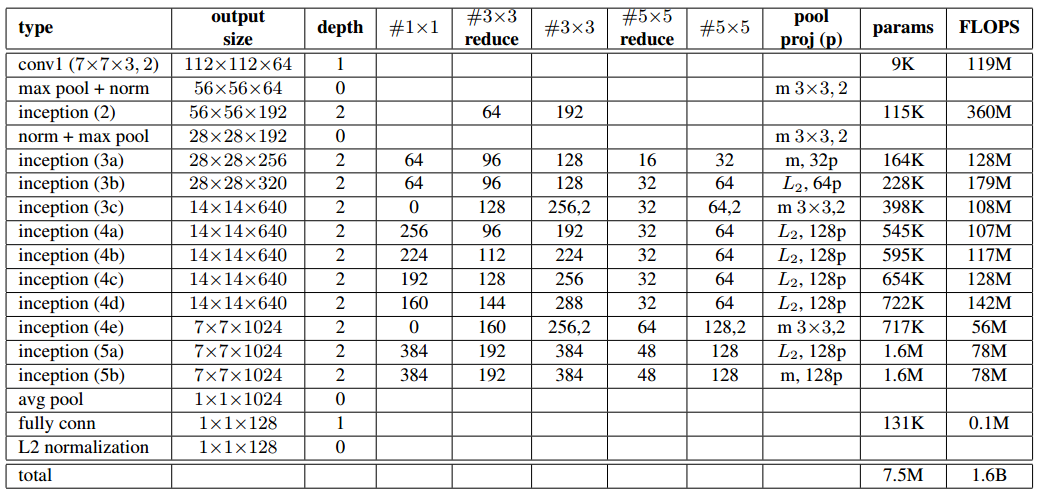 type output size depth #1×1 #3×3 reduce #3×3 #5×5 reduce #5×5 pool proj (p) params FLOPS
conv1 (7×7×3, 2) 112×112×64 1 9K 119M
max pool + norm 56×56×64 0 m 3×3, 2
inception (2) 56×56×192 2 64 192 115K 360M
norm + max pool 28×28×192 0 m 3×3, 2
inception (3a) 28×28×256 2 64 96 128 16 32 m, 32p 164K 128M
inception (3b) 28×28×320 2 64 96 128 32 64 L2, 64p 228K 179M
inception (3c) 14×14×640 2 0 128 256,2 32 64,2 m 3×3,2 398K 108M
inception (4a) 14×14×640 2 256 96 192 32 64 L2, 128p 545K 107M
inception (4b) 14×14×640 2 224 112 224 32 64 L2, 128p 595K 117M
inception (4c) 14×14×640 2 192 128 256 32 64 L2, 128p 654K 128M
inception (4d) 14×14×640 2 160 144 288 32 64 L2, 128p 722K 142M
inception (4e) 7×7×1024 2 0 160 256,2 64 128,2 m 3×3,2 717K 56M
inception (5a) 7×7×1024 2 384 192 384 48 128 L2, 128p 1.6M 78M
inception (5b) 7×7×1024 2 384 192 384 48 128 m, 128p 1.6M 78M
avg pool 1×1×1024 0
fully conn 1×1×128 1 131K 0.1M
L2 normalization 1×1×128 0
total 7.5M 1.6B